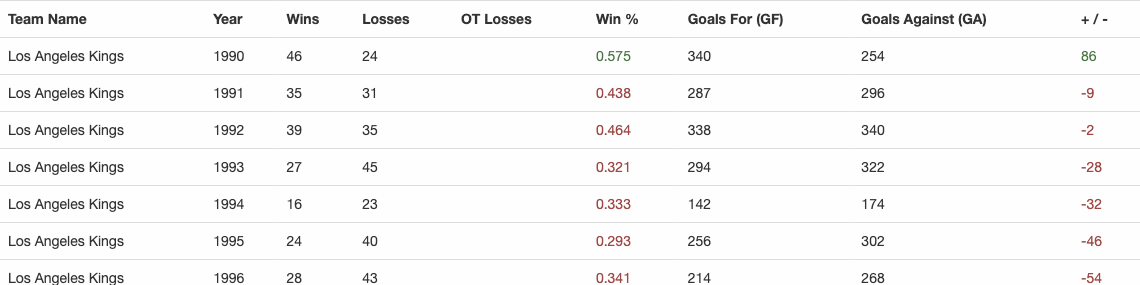 Team Name Year Wins Losses OT Losses Win % Goals For (GF) Goals Against (GA) + / -
Los Angeles Kings 1990 46 24 0.575 340 254 86
Los Angeles Kings 1991 35 31 0.438 287 296 -9
Los Angeles Kings 1992 39 35 0.464 338 340 -2
Los Angeles Kings 1993 27 45 0.321 294 322 -28
Los Angeles Kings 1994 16 23 0.333 142 174 -32
Los Angeles Kings 1995 24 40 0.293 256 302 -46
Los Angeles Kings 1996 28 43 0.341 214 268 -54